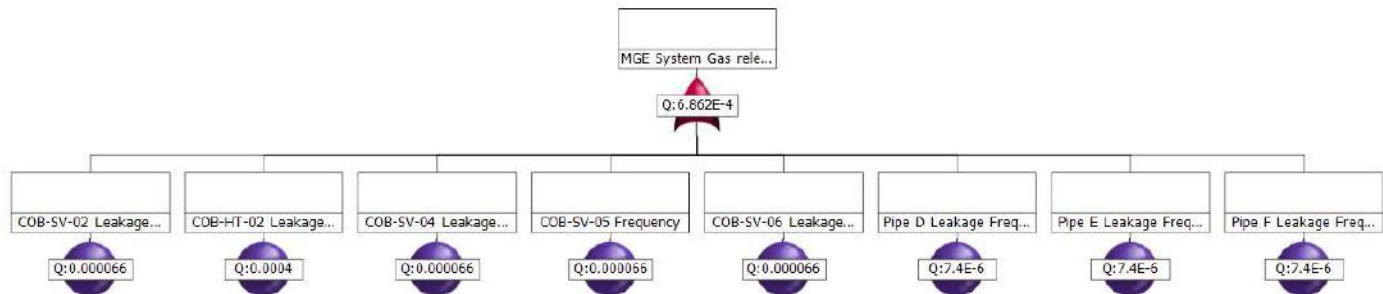 MGE System Gas rele...
Q:6.862E-4
COB-SV-02 Leakage...
COB-HT-02 Leakage...
COB-SV-04 Leakage...
COB-SV-05 Frequency
COB-SV-06 Leakage...
Pipe D Leakage Freq...
Pipe E Leakage Freq...
Pipe F Leakage Freq...
Q:0.000066
Q:0.0004
Q:0.000066
Q:0.000066
Q:0.000066
Q:7.4E-6
Q:7.4E-6
Q:7.4E-6